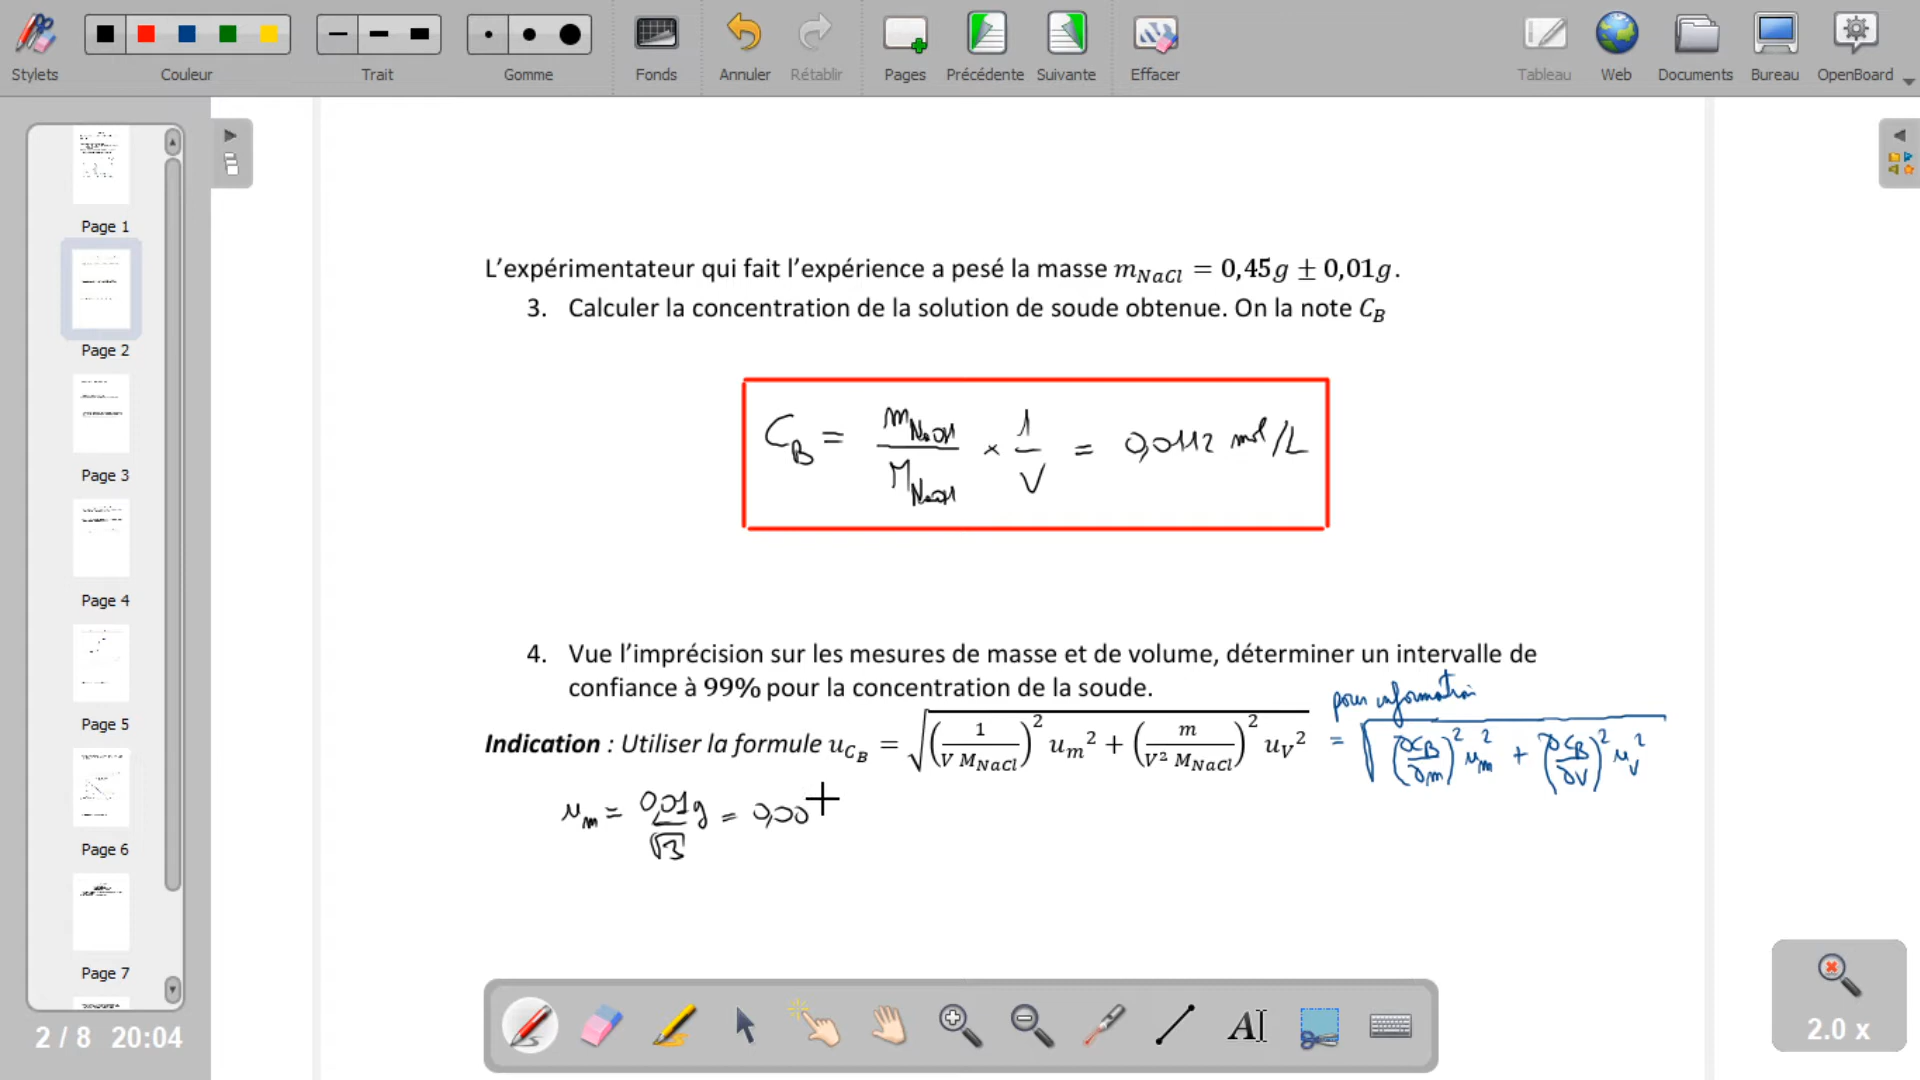 Stylets
Couleur
Trait
Gomme
Fonds
Annuler
Rétablir
Pages
Précédente
Suivante
Effacer
Tableau
Web
Documents
Bureau
OpenBoard
Page 1
Page 2
Page 3
Page 4
Page 5
Page 6
Page 7
2 / 8 20:04
L’expérimentateur qui fait l’expérience a pesé la masse m_NaCl = 0,45g ± 0,01g.
3. Calculer la concentration de la solution de soude obtenue. On la note C_B
C_B = m_NaOH / M_NaOH × 1/V = 0,0112 mol/L
4. Vue l’imprécision sur les mesures de masse et de volume, déterminer un intervalle de
confiance à 99% pour la concentration de la soude.
pour information
Indication : Utiliser la formule u_{C_B} = √((1 / (V M_NaCl))² u_m² + (m / (V² M_NaCl))² u_V²) = √((∂C_B/∂m)² u_m² + (∂C_B/∂V)² u_V²)
u_m = 0,01g / √3 = 0,00
A
2.0 x